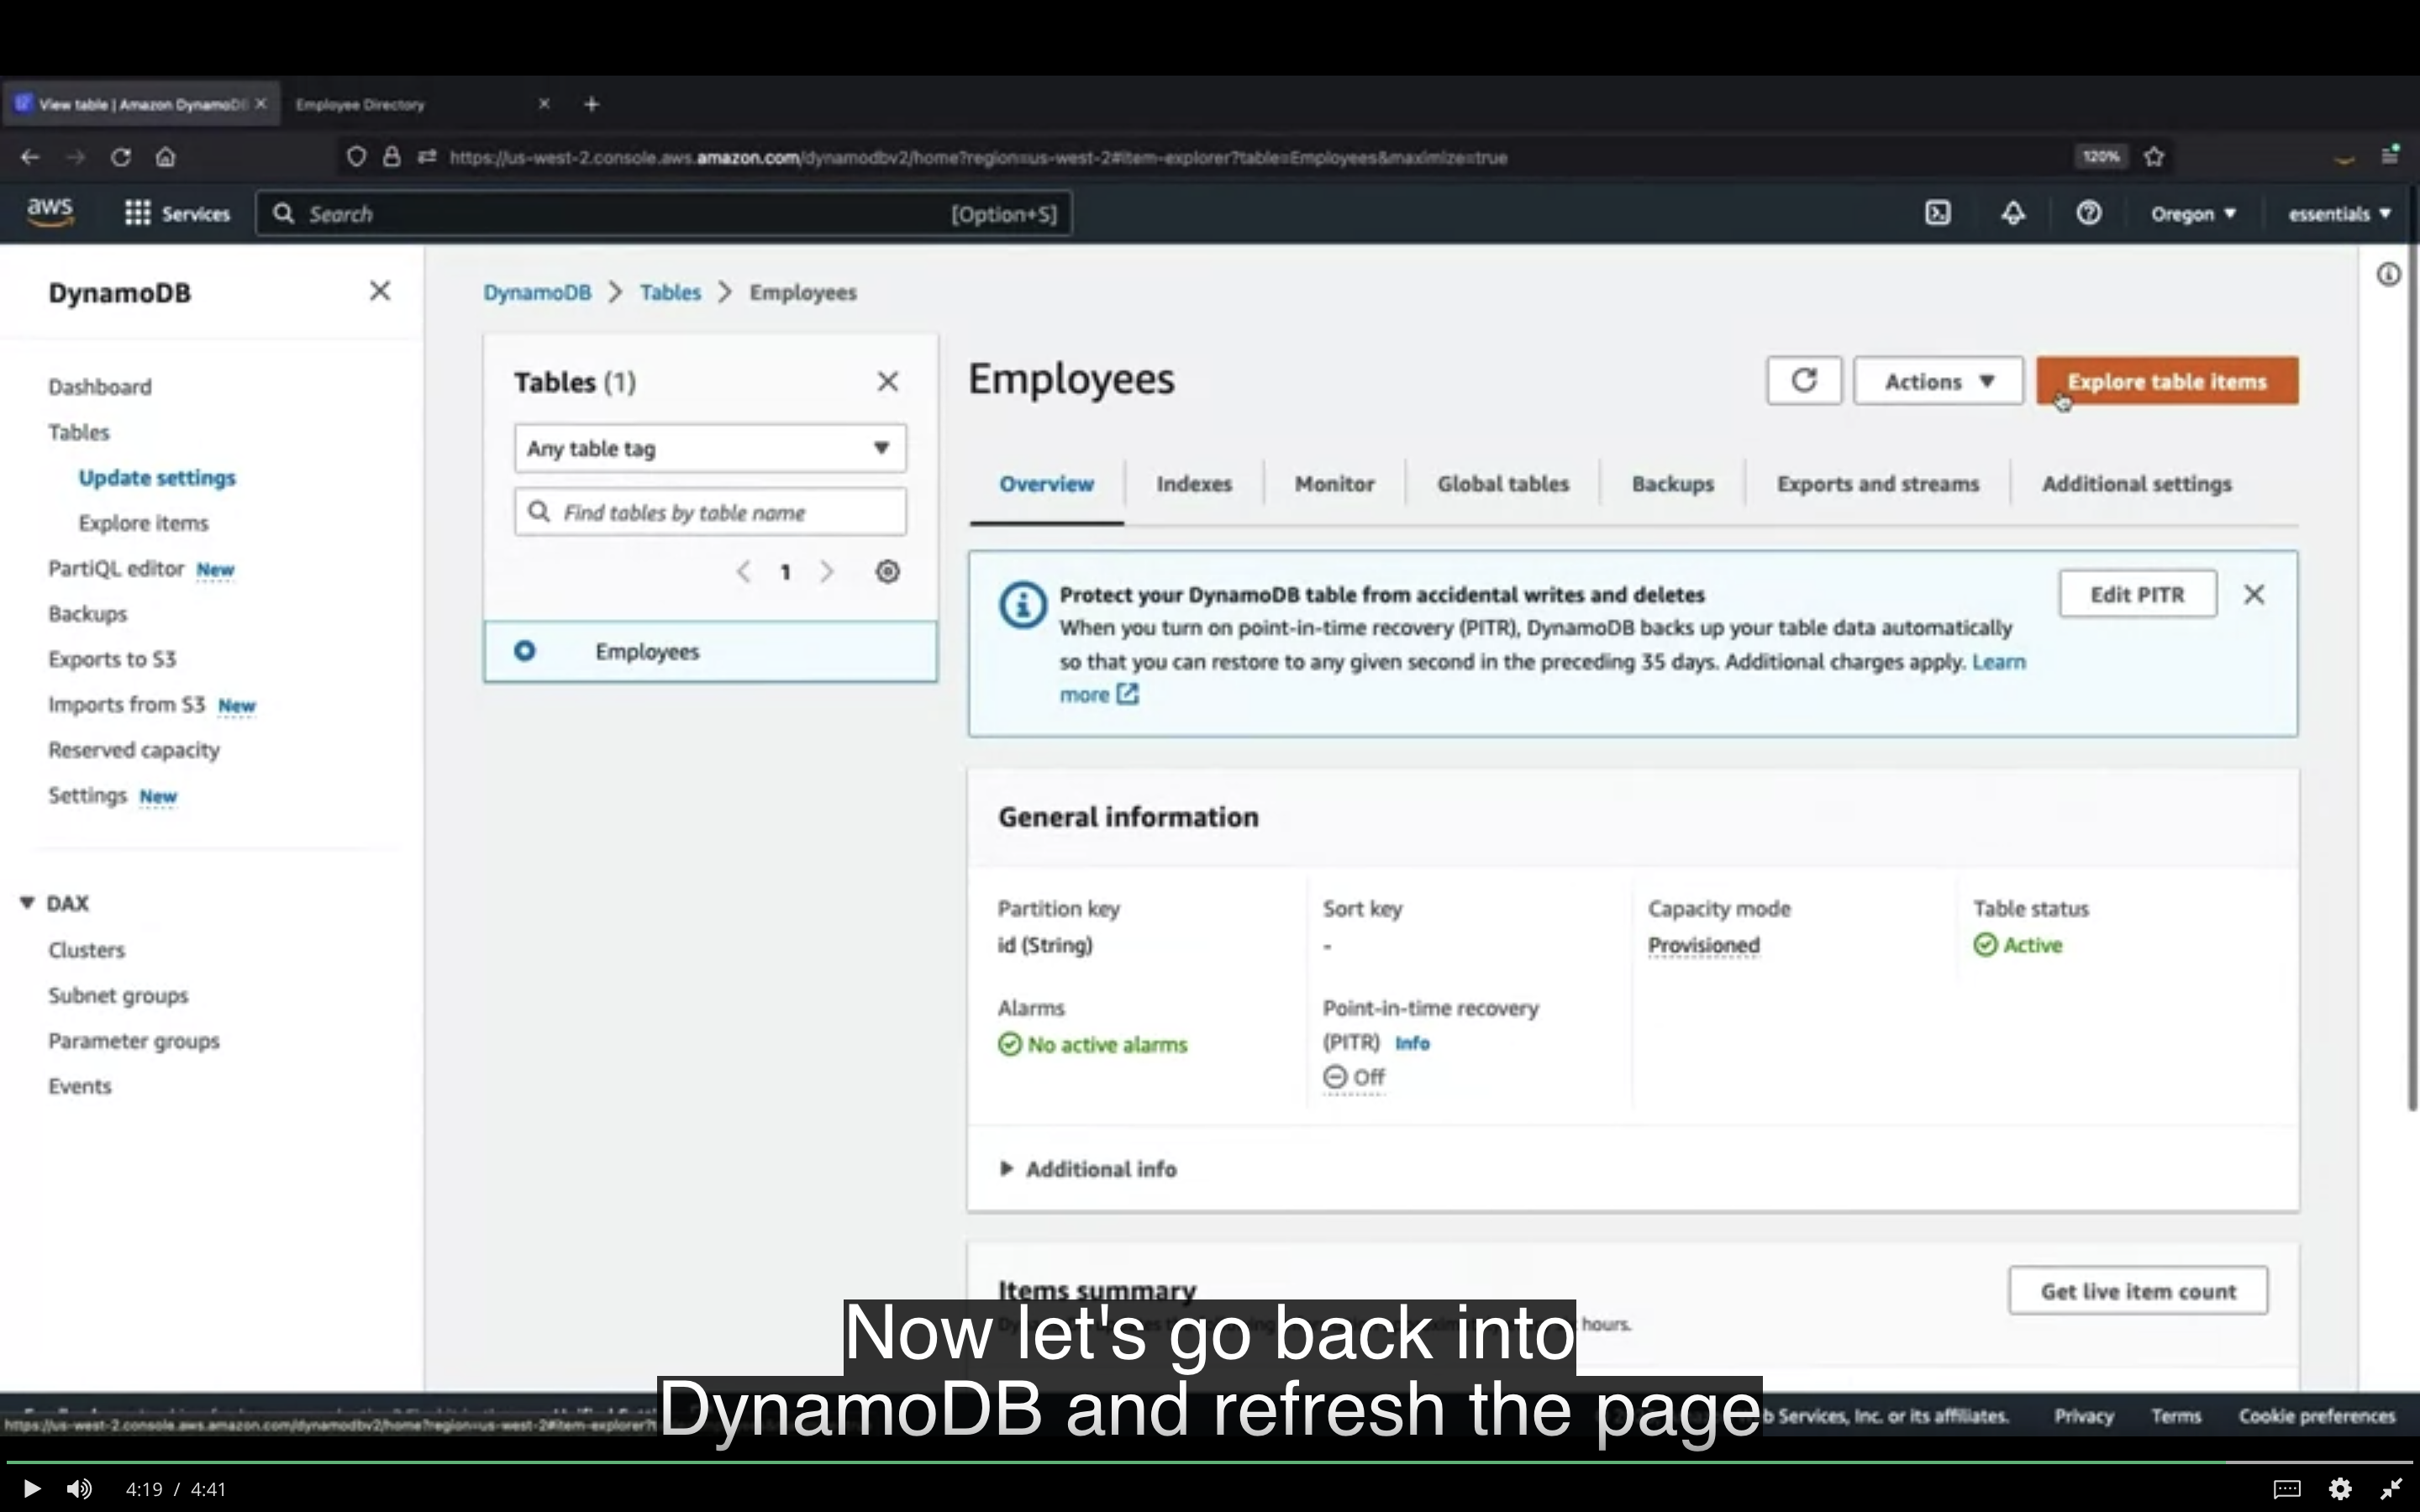 View table | Amazon DynamoDB
Employee Directory
https://us-west-2.console.aws.amazon.com/dynamodbv2/home?region=us-west-2#item-explorer?table=Employees&maximize=true
120%
aws
Services
Search
[Option+S]
Oregon
essentials
DynamoDB
Dashboard
Tables
Update settings
Explore items
PartiQL editor New
Backups
Exports to S3
Imports from S3 New
Reserved capacity
Settings New
DAX
Clusters
Subnet groups
Parameter groups
Events
DynamoDB > Tables > Employees
Tables (1)
Any table tag
Find tables by table name
1
Employees
Employees
Actions
Explore table items
Overview
Indexes
Monitor
Global tables
Backups
Exports and streams
Additional settings
Protect your DynamoDB table from accidental writes and deletes
When you turn on point-in-time recovery (PITR), DynamoDB backs up your table data automatically
so that you can restore to any given second in the preceding 35 days. Additional charges apply. Learn
more
Edit PITR
General information
Partition key
id (String)
Sort key
-
Capacity mode
Provisioned
Table status
Active
Alarms
No active alarms
Point-in-time recovery
(PITR) Info
Off
Additional info
Items summary
Get live item count
hours.
Now let's go back into
DynamoDB and refresh the page
https://us-west-2.console.aws.amazon.com/dynamodbv2/home?region=us-west-2#item-explorer?t
b Services, Inc. or its affiliates.
Privacy
Terms
Cookie preferences
4:19 / 4:41